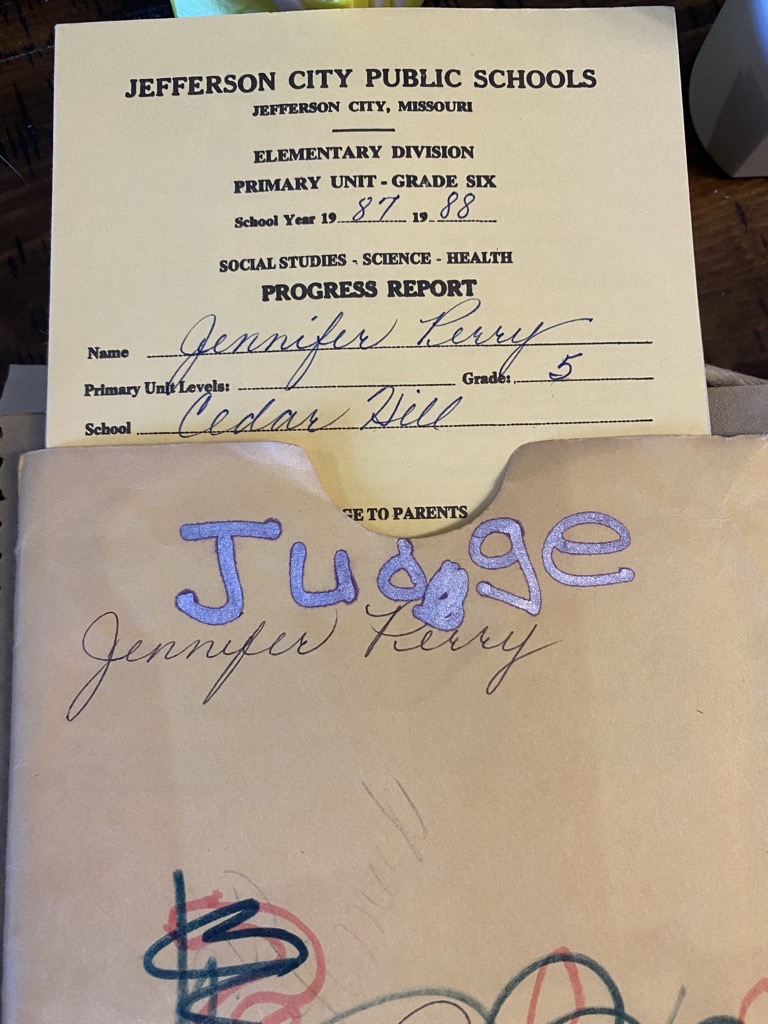 JEFFERSON CITY PUBLIC SCHOOLS
JEFFERSON CITY, MISSOURI
ELEMENTARY DIVISION
PRIMARY UNIT - GRADE SIX
School Year 19 87 19 88
SOCIAL STUDIES - SCIENCE - HEALTH
PROGRESS REPORT
Name Jennifer Perry
Primary Unit Levels: Grade: 5
School Cedar Hill
TO PARENTS
Judge
Jennifer Perry